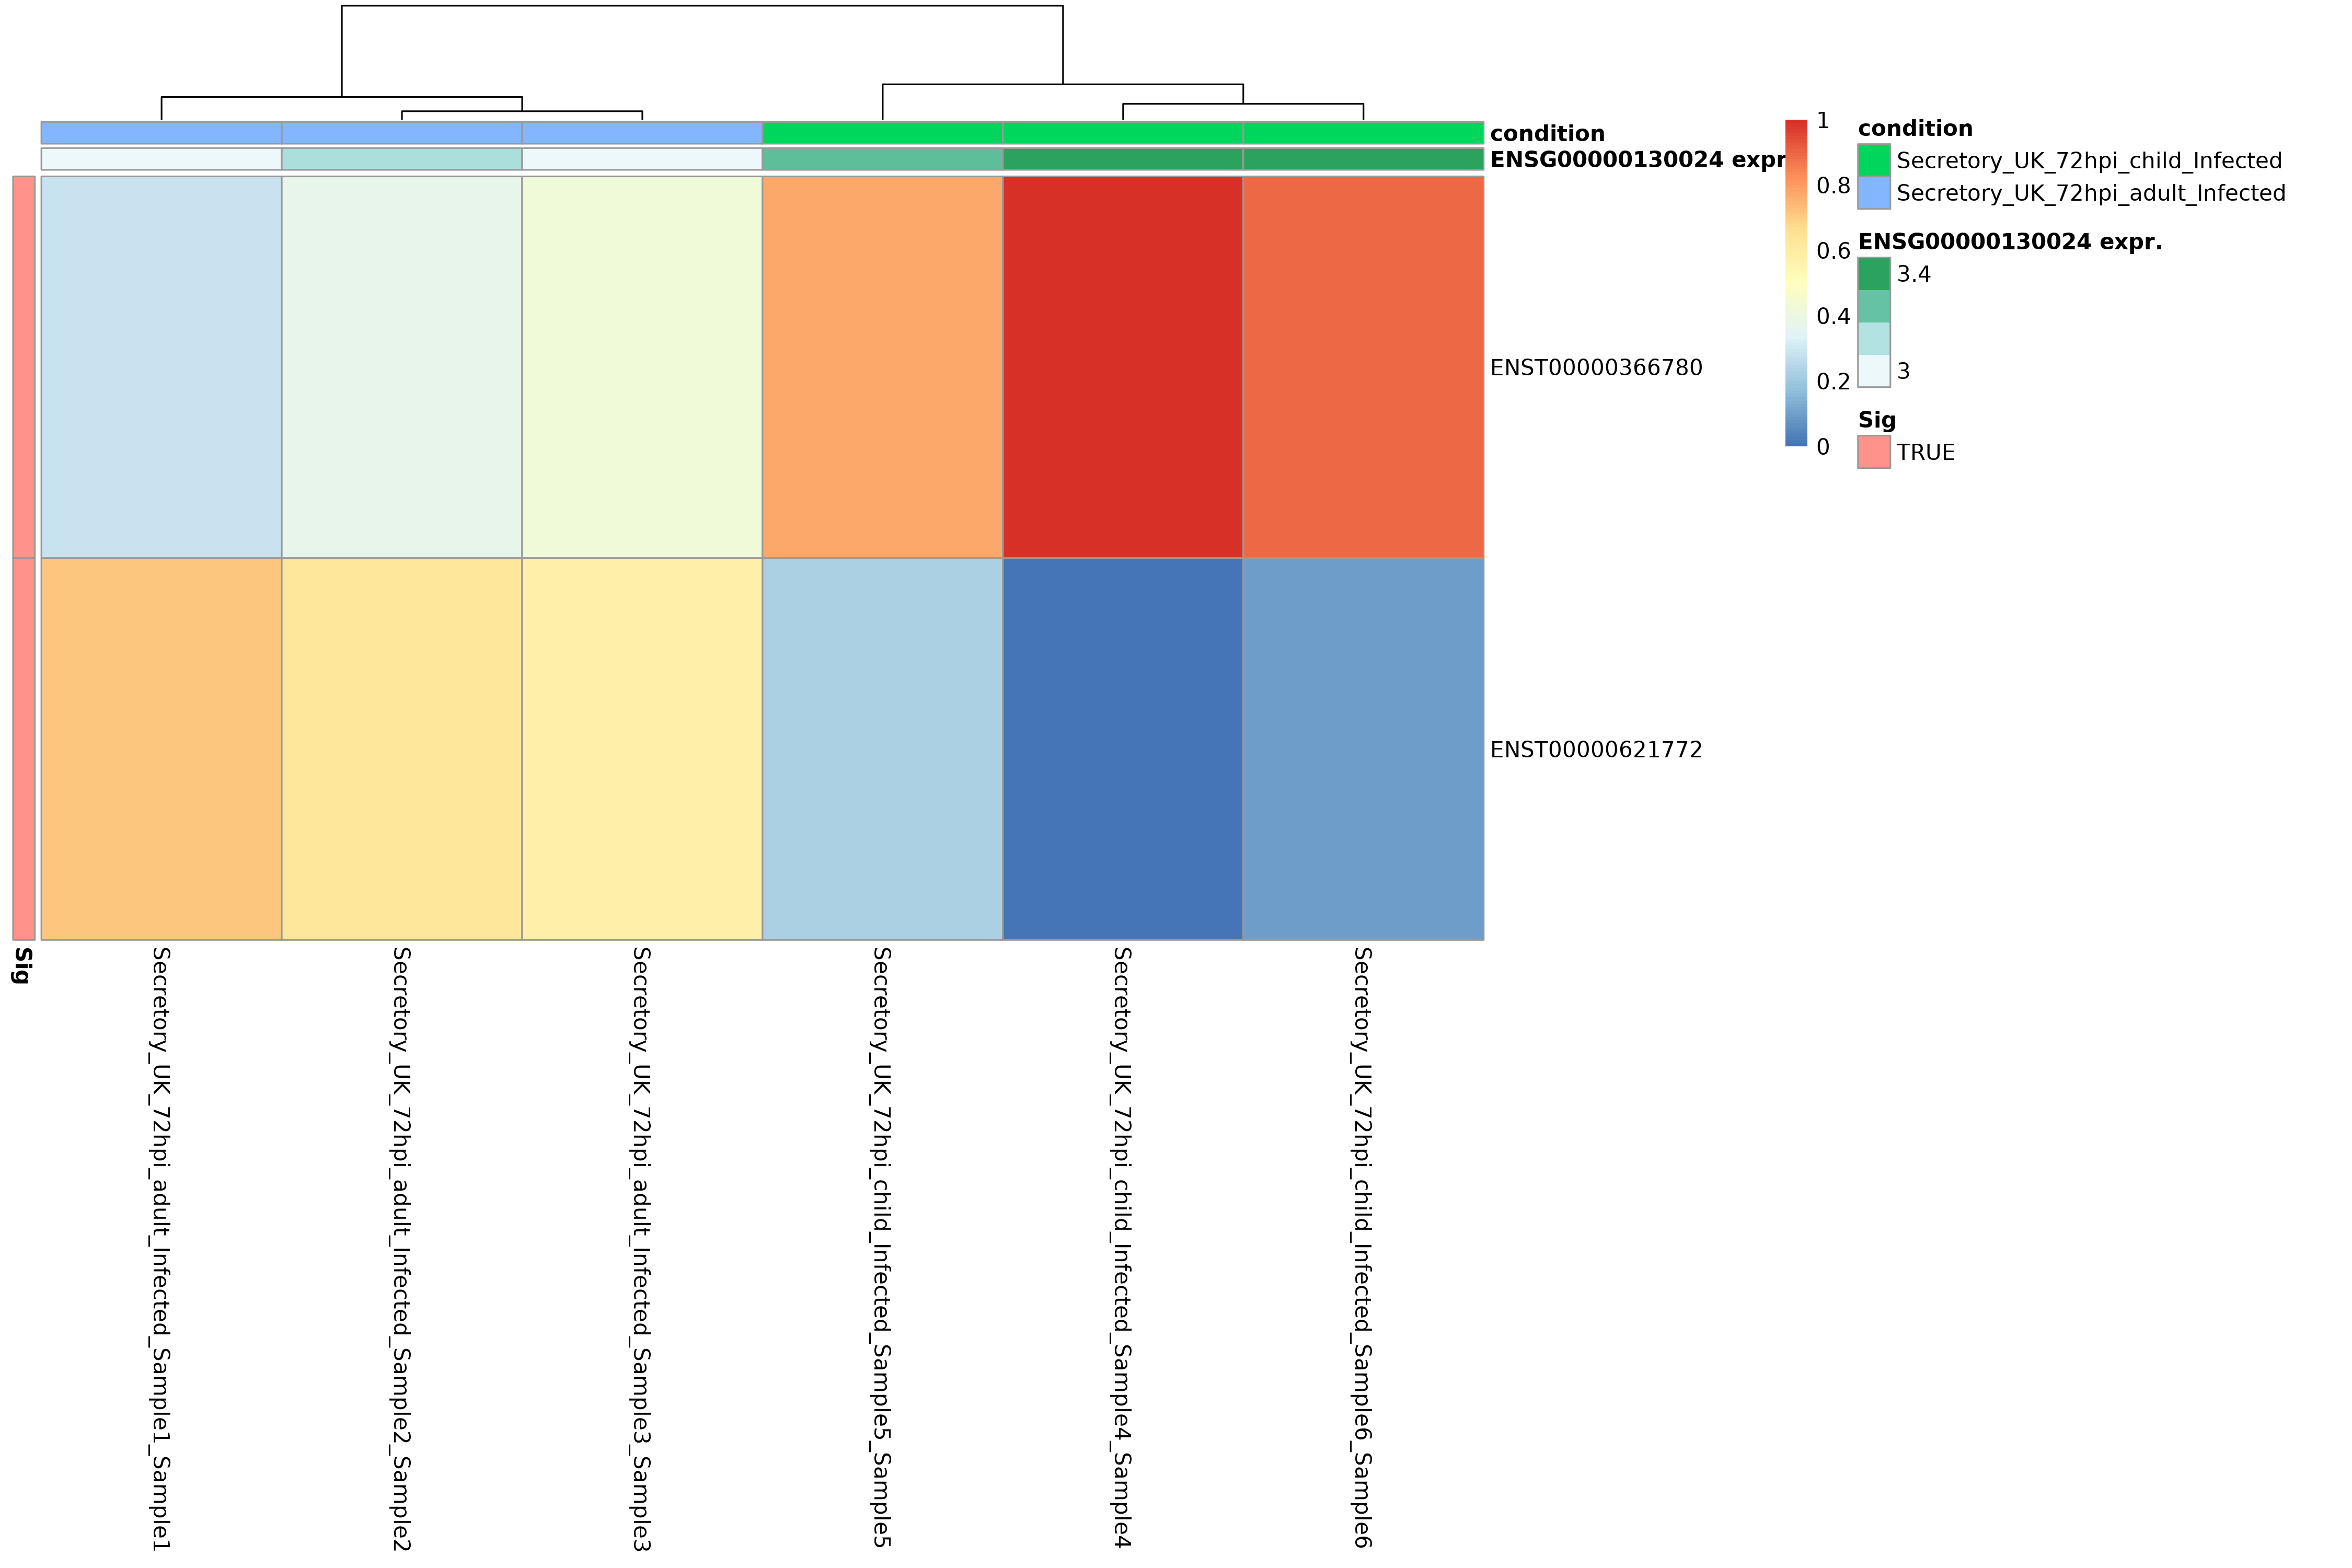 condition
ENSG00000130024 expr
ENST00000366780
ENST00000621772
1
0.8
0.6
0.4
0.2
0
condition
Secretory_UK_72hpi_child_Infected
Secretory_UK_72hpi_adult_Infected
ENSG00000130024 expr.
3.4
3
Sig
TRUE
Sig
Secretory_UK_72hpi_adult_Infected_Sample1_Sample1
Secretory_UK_72hpi_adult_Infected_Sample2_Sample2
Secretory_UK_72hpi_adult_Infected_Sample3_Sample3
Secretory_UK_72hpi_child_Infected_Sample5_Sample5
Secretory_UK_72hpi_child_Infected_Sample4_Sample4
Secretory_UK_72hpi_child_Infected_Sample6_Sample6